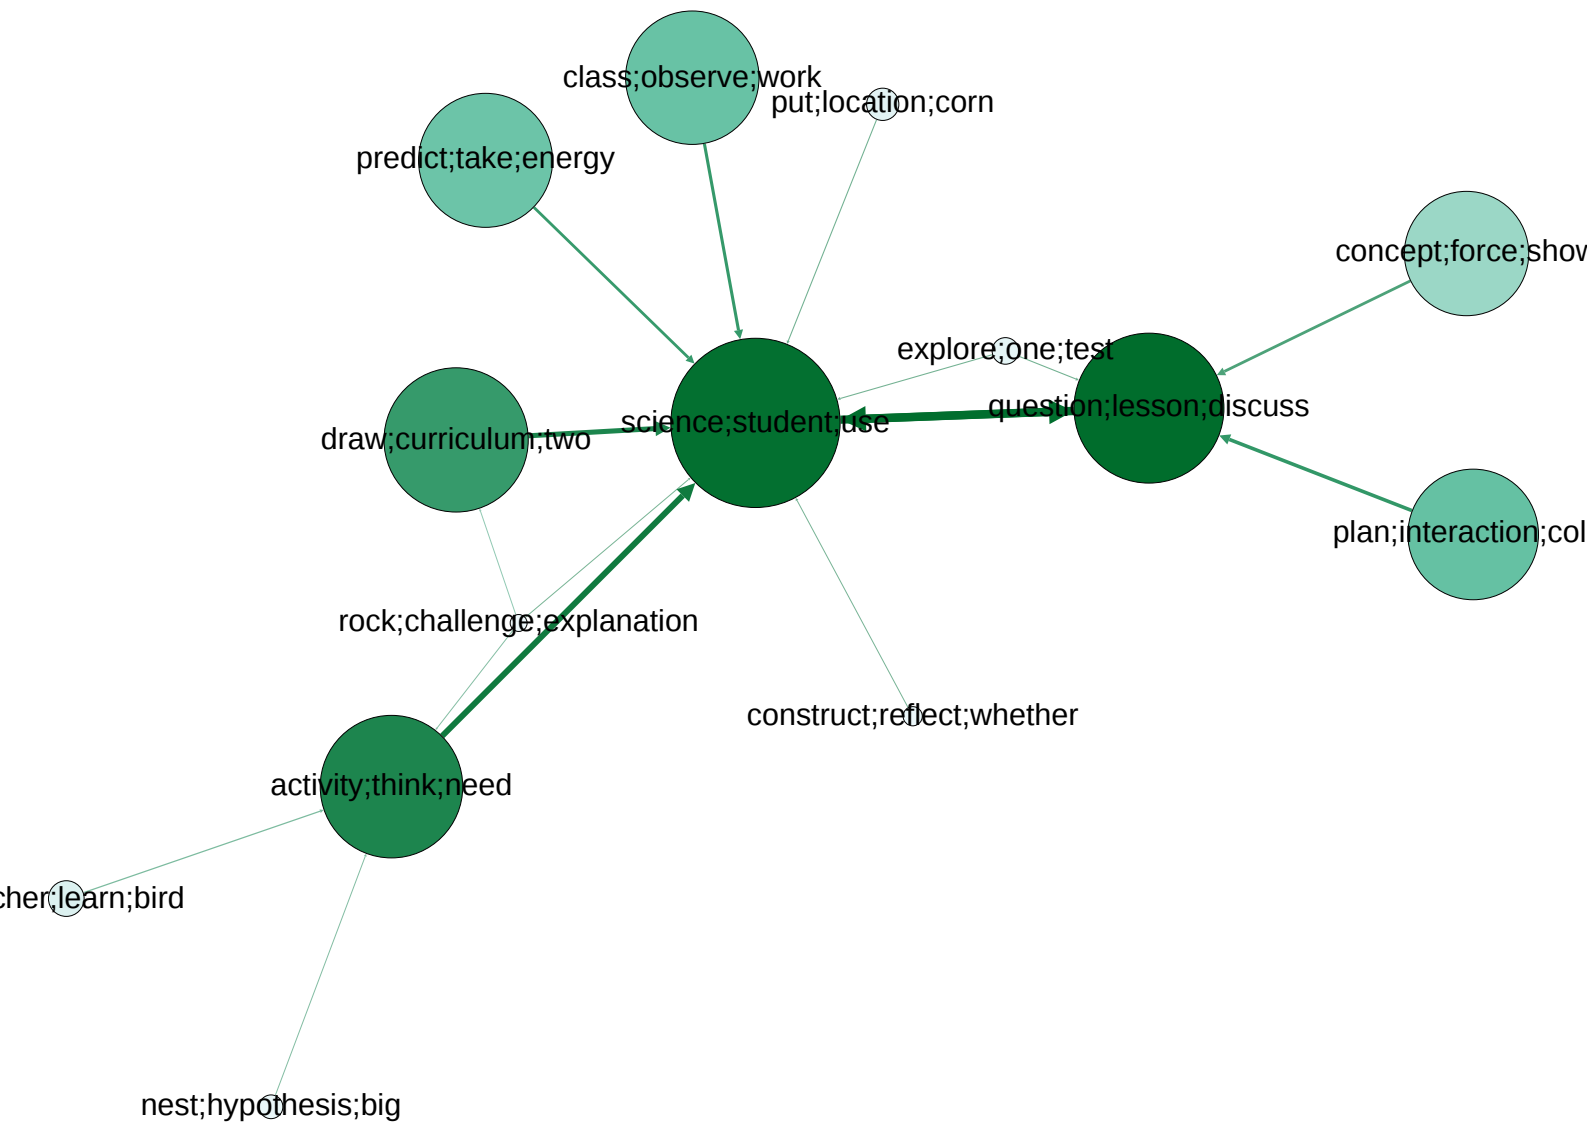 class;observe;work
put;location;corn
predict;take;energy
concept;force;show
explore;one;test
question;lesson;discuss
science;student;use
draw;curriculum;two
plan;interaction;col
rock;challenge;explanation
construct;reflect;whether
activity;think;need
cher;learn;bird
nest;hypothesis;big